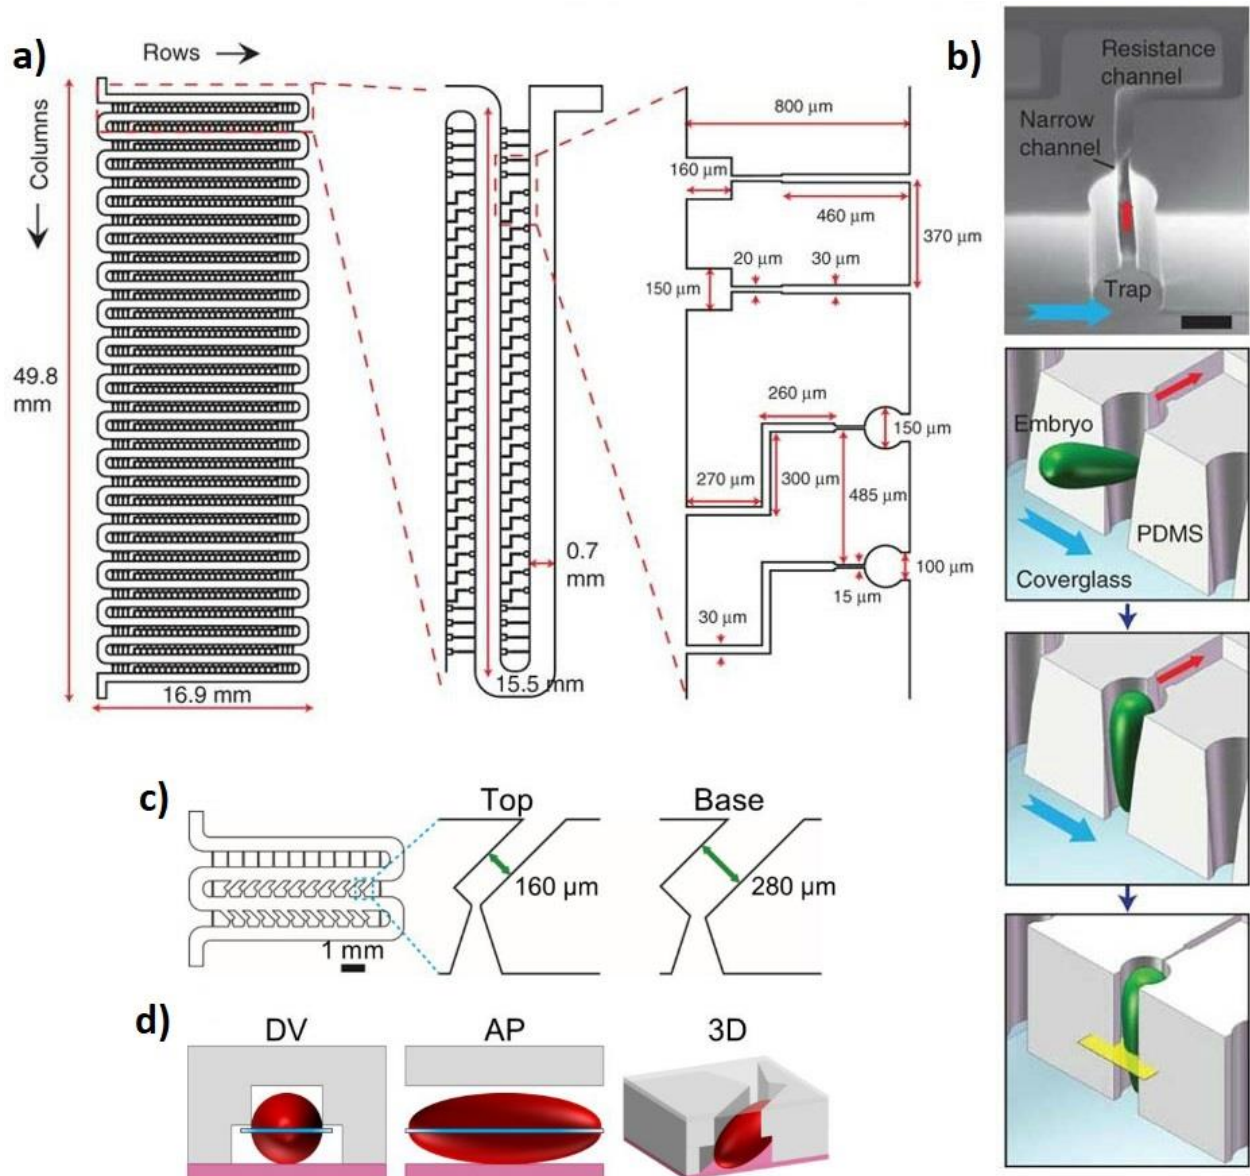 a)
Rows
Columns
49.8
mm
16.9 mm
15.5 mm
0.7
mm
800 µm
160 µm
460 µm
370 µm
20 µm
30 µm
150 µm
260 µm
150 µm
270 µm
300 µm
485 µm
100 µm
15 µm
30 µm
b)
Resistance
channel
Narrow
channel
Trap
Embryo
PDMS
Coverglass
c)
Top
Base
160 µm
280 µm
1 mm
d)
DV
AP
3D